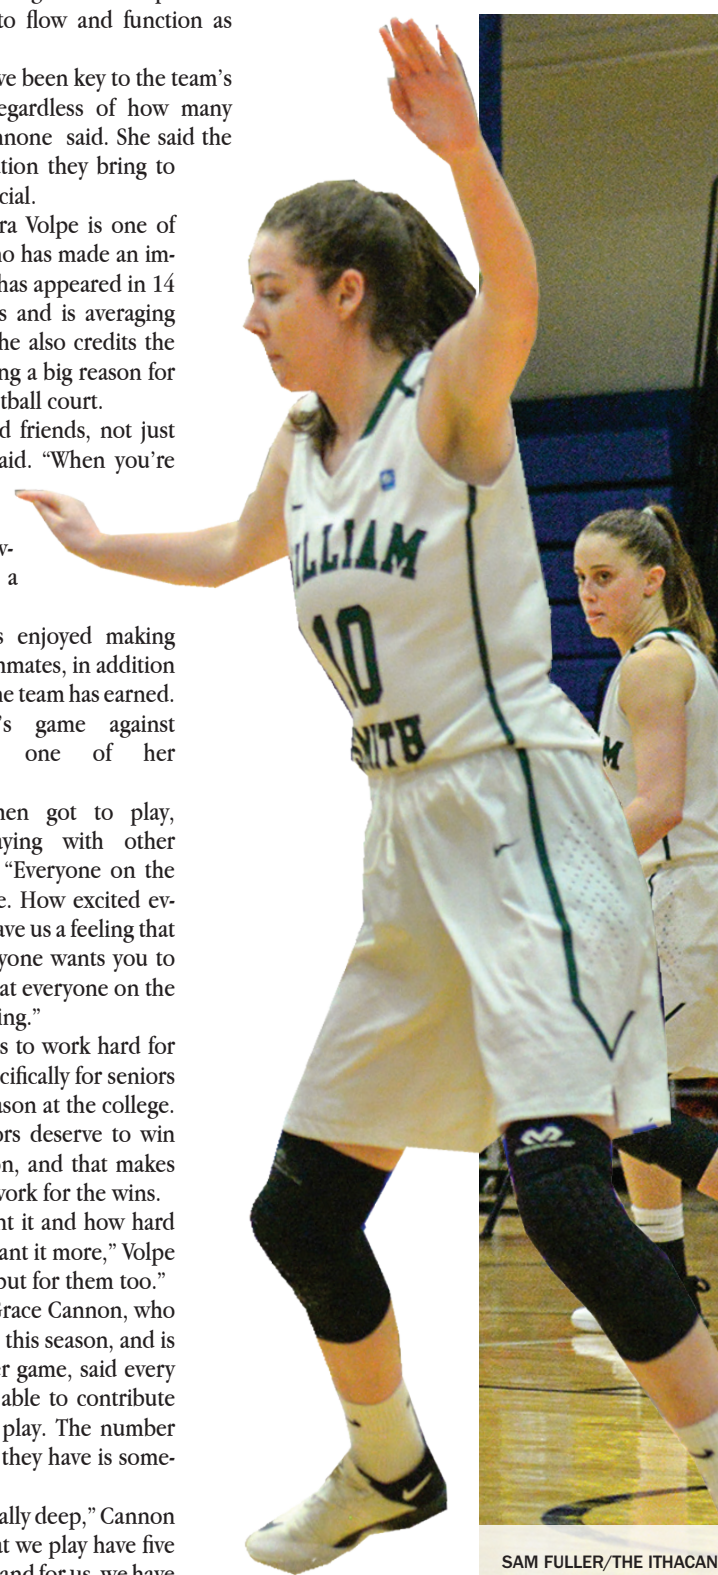 to flow and function as
ve been key to the team's
egardless of how many
nnone said. She said the
tion they bring to
cial.
ra Volpe is one of
ho has made an im-
has appeared in 14
s and is averaging
he also credits the
ng a big reason for
tball court.
d friends, not just
aid. “When you're
w-
a
s enjoyed making
nmates, in addition
he team has earned.
's game against
one of her
hen got to play,
aying with other
“Everyone on the
e. How excited ev-
ave us a feeling that
yone wants you to
at everyone on the
ing.”
s to work hard for
cifically for seniors
ason at the college.
ors deserve to win
on, and that makes
work for the wins.
nt it and how hard
ant it more,” Volpe
out for them too.”
Grace Cannon, who
this season, and is
er game, said every
able to contribute
play. The number
they have is some-
ally deep,” Cannon
at we play have five
and for us, we have
ILLIAM
10
SMITH
M
SAM FULLER/THE ITHACAN